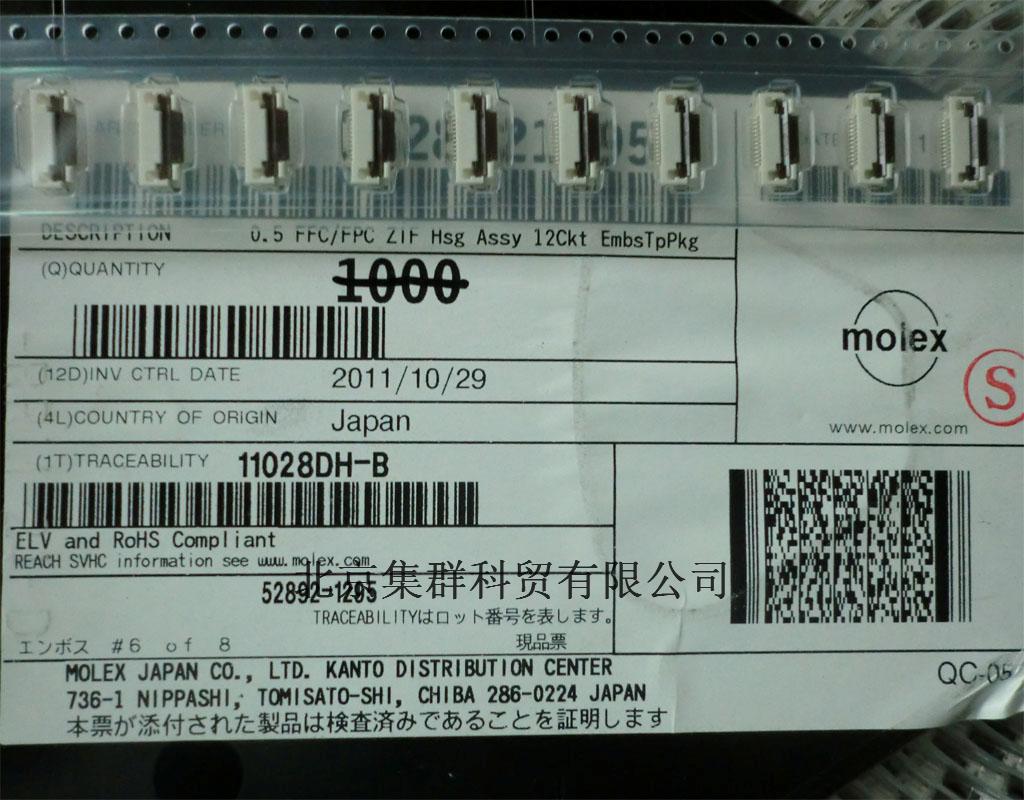 DESCRIPTION 0.5 FFC/FPC ZIF Hsg Assy 12Ckt EmbsTpPkg
(Q)QUANTITY 1000
(12D)INV CTRL DATE 2011/10/29
(4L)COUNTRY OF ORIGIN Japan
molex
S
www.molex.com
(1T)TRACEABILITY 11028DH-B
ELV and RoHS Compliant
REACH SVHC information see www.molex.com
北京集群科贸有限公司
52892-1295
TRACEABILITYはロット番号を表します。
エンボス #6 of 8 現品票
MOLEX JAPAN CO., LTD. KANTO DISTRIBUTION CENTER
736-1 NIPPASHI, TOMISATO-SHI, CHIBA 286-0224 JAPAN
本票が添付された製品は検査済みであることを証明します
QC-05